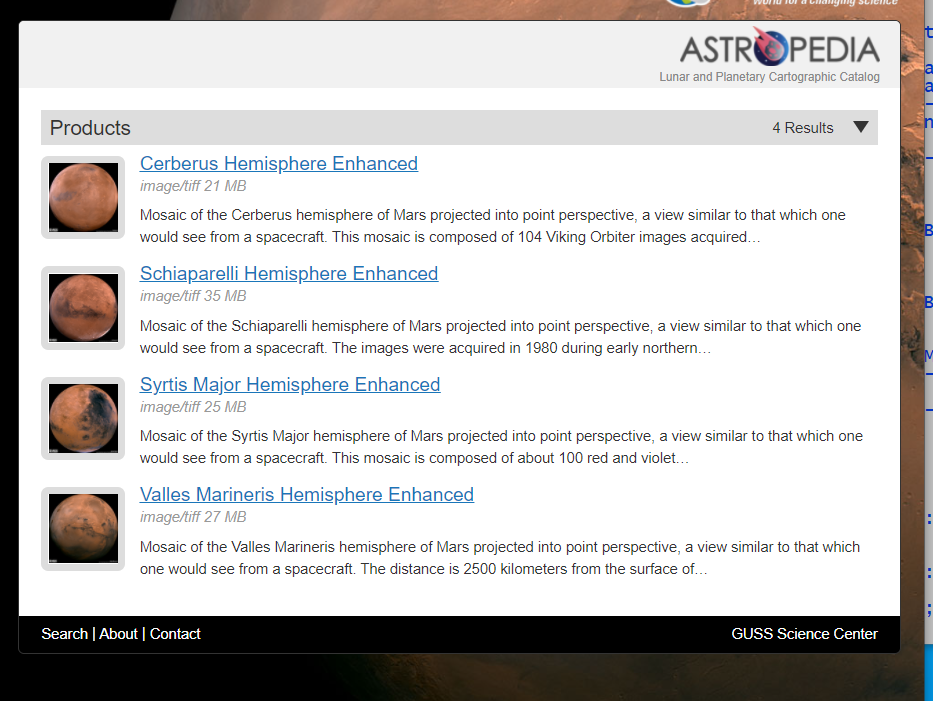 World for a changing science
ASTROPEDIA
Lunar and Planetary Cartographic Catalog
Products 4 Results
Cerberus Hemisphere Enhanced
image/tiff 21 MB
Mosaic of the Cerberus hemisphere of Mars projected into point perspective, a view similar to that which one
would see from a spacecraft. This mosaic is composed of 104 Viking Orbiter images acquired…
Schiaparelli Hemisphere Enhanced
image/tiff 35 MB
Mosaic of the Schiaparelli hemisphere of Mars projected into point perspective, a view similar to that which one
would see from a spacecraft. The images were acquired in 1980 during early northern…
Syrtis Major Hemisphere Enhanced
image/tiff 25 MB
Mosaic of the Syrtis Major hemisphere of Mars projected into point perspective, a view similar to that which one
would see from a spacecraft. This mosaic is composed of about 100 red and violet…
Valles Marineris Hemisphere Enhanced
image/tiff 27 MB
Mosaic of the Valles Marineris hemisphere of Mars projected into point perspective, a view similar to that which
one would see from a spacecraft. The distance is 2500 kilometers from the surface of…
Search | About | Contact GUSS Science Center